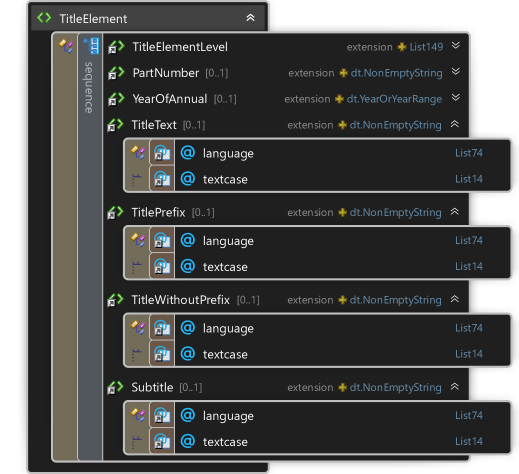 TitleElement
sequence
TitleElementLevel extension List149
PartNumber [0..1] extension dt.NonEmptyString
YearOfAnnual [0..1] extension dt.YearOrYearRange
TitleText [0..1] extension dt.NonEmptyString
@ language List74
@ textcase List14
TitlePrefix [0..1] extension dt.NonEmptyString
@ language List74
@ textcase List14
TitleWithoutPrefix [0..1] extension dt.NonEmptyString
@ language List74
@ textcase List14
Subtitle [0..1] extension dt.NonEmptyString
@ language List74
@ textcase List14